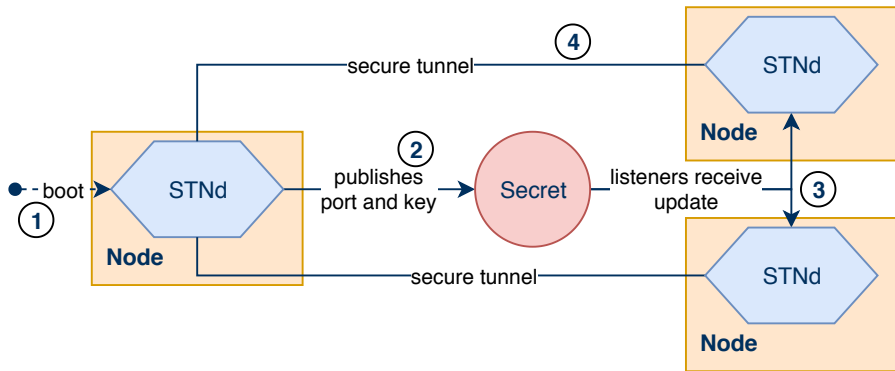 4
secure tunnel
STNd
Node
2
boot
1
STNd
Node
publishes
port and key
Secret
listeners receive
update
3
secure tunnel
STNd
Node